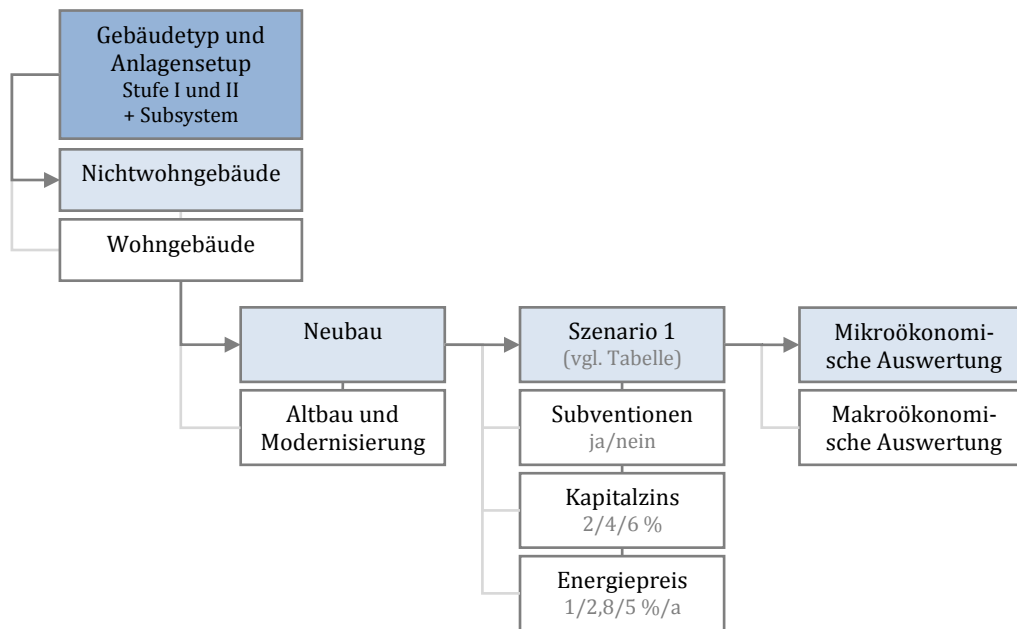 Gebäudetyp und
Anlagensetup
Stufe I und II
+ Subsystem
Nichtwohngebäude
Wohngebäude
Neubau
Altbau und
Modernisierung
Szenario 1
(vgl. Tabelle)
Subventionen
ja/nein
Kapitalzins
2/4/6 %
Energiepreis
1/2,8/5 %/a
Mikroökonomi-
sche Auswertung
Makroökonomi-
sche Auswertung